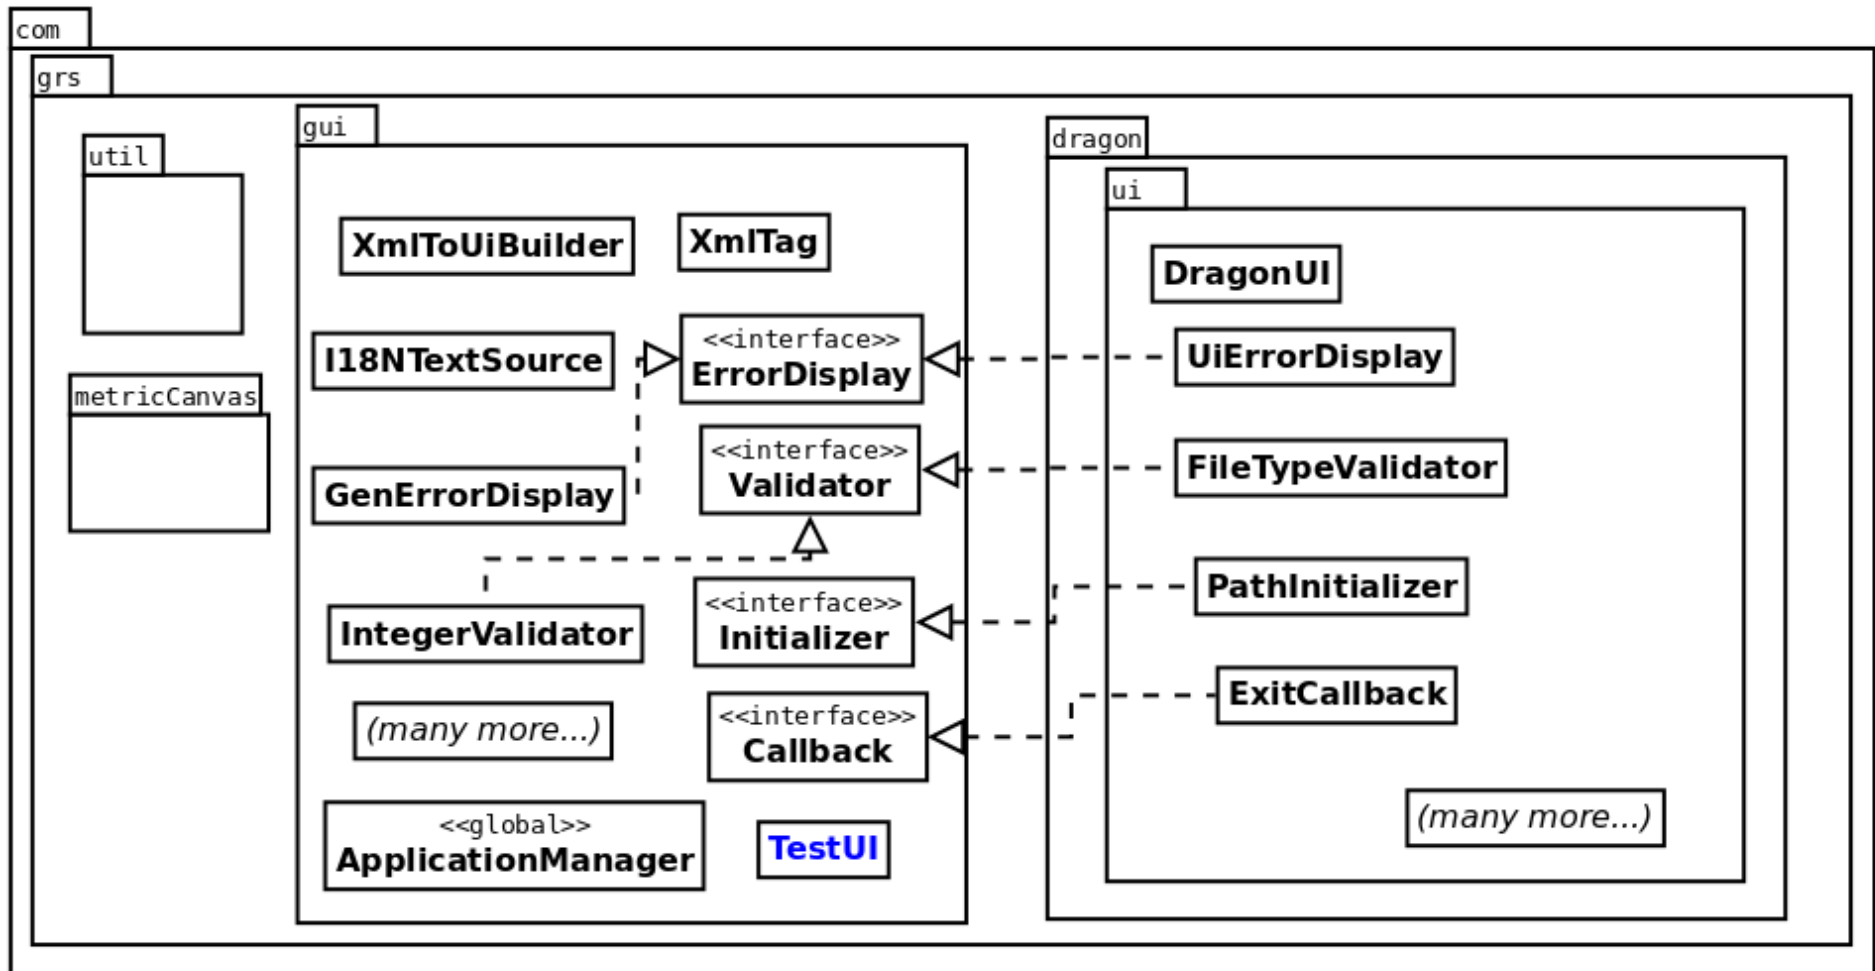 com
grs
util
metricCanvas
gui
XmlToUiBuilder
XmlTag
I18NTextSource
<<interface>>
ErrorDisplay
GenErrorDisplay
<<interface>>
Validator
IntegerValidator
<<interface>>
Initializer
(many more...)
<<interface>>
Callback
<<global>>
ApplicationManager
TestUI
dragon
ui
DragonUI
UiErrorDisplay
FileTypeValidator
PathInitializer
ExitCallback
(many more...)